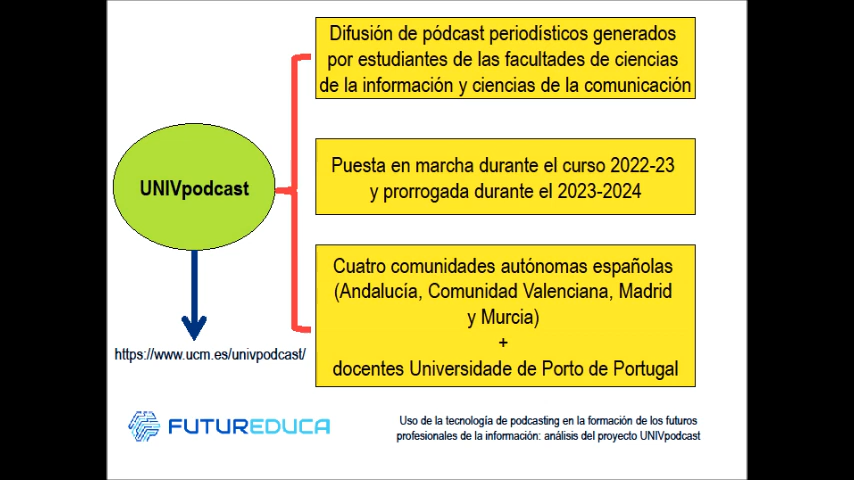 Difusión de pódcast periodísticos generados
por estudiantes de las facultades de ciencias
de la información y ciencias de la comunicación
UNIVpodcast
Puesta en marcha durante el curso 2022-23
y prorrogada durante el 2023-2024
Cuatro comunidades autónomas españolas
(Andalucía, Comunidad Valenciana, Madrid
y Murcia)
+
docentes Universidade de Porto de Portugal
https://www.ucm.es/univpodcast/
FUTUREDUCA
Uso de la tecnología de podcasting en la formación de los futuros
profesionales de la información: análisis del proyecto UNIVpodcast